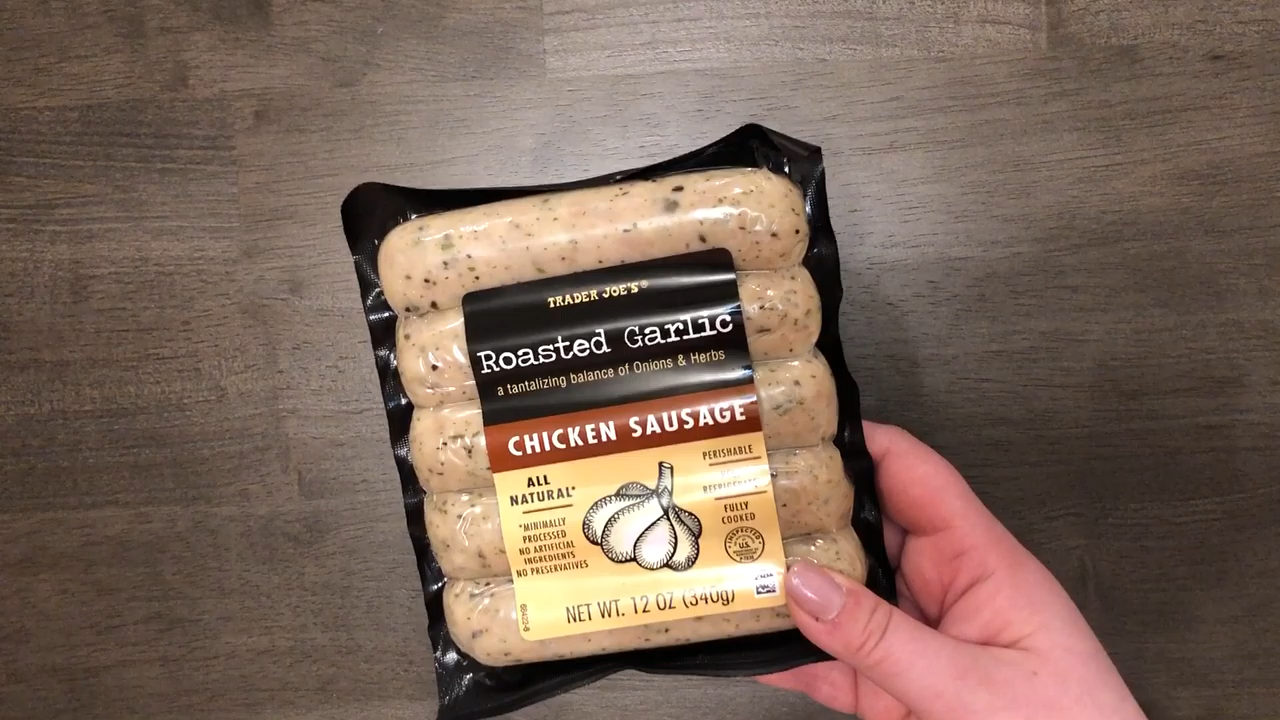 TRADER JOE'S®
Roasted Garlic
a tantalizing balance of Onions & Herbs
CHICKEN SAUSAGE
ALL
NATURAL*
*MINIMALLY
PROCESSED
NO ARTIFICIAL
INGREDIENTS
NO PRESERVATIVES
PERISHABLE
FULLY
COOKED
INSPECTED
U.S.
NET WT. 12 OZ (340g)